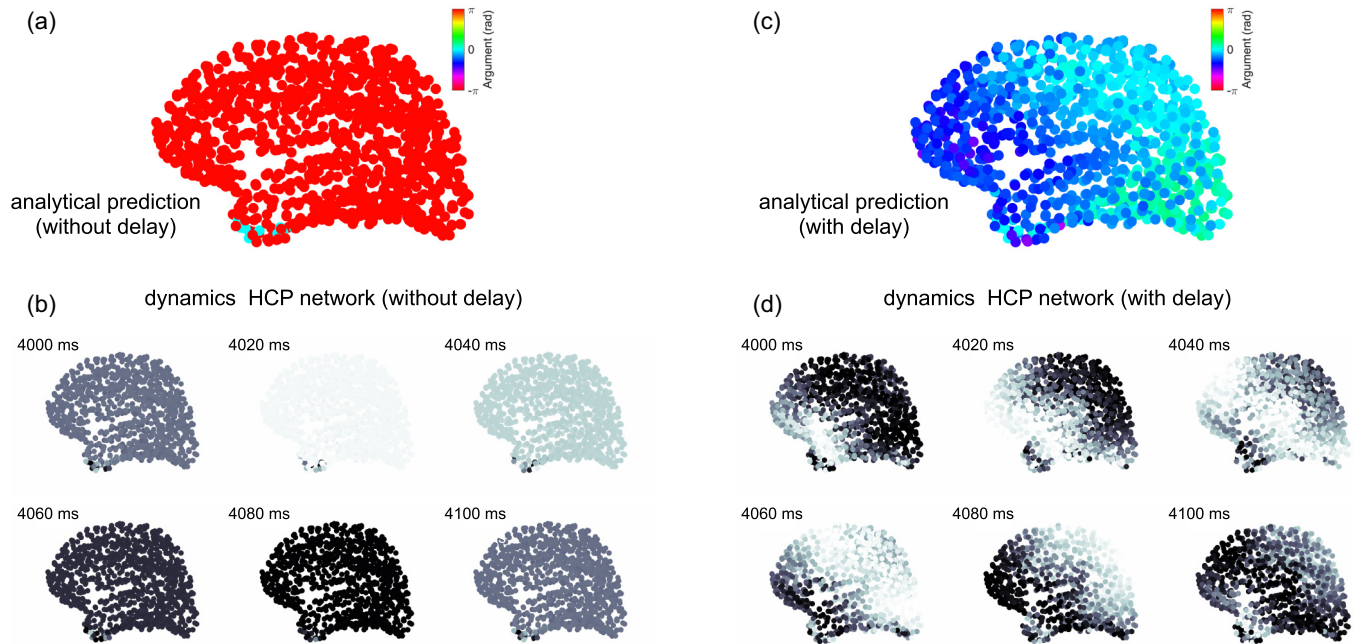 (a)
π
0
-π
Argument (rad)
analytical prediction
(without delay)
(b)
dynamics HCP network (without delay)
4000 ms
4020 ms
4040 ms
4060 ms
4080 ms
4100 ms
(c)
π
0
-π
Argument (rad)
analytical prediction
(with delay)
(d)
dynamics HCP network (with delay)
4000 ms
4020 ms
4040 ms
4060 ms
4080 ms
4100 ms